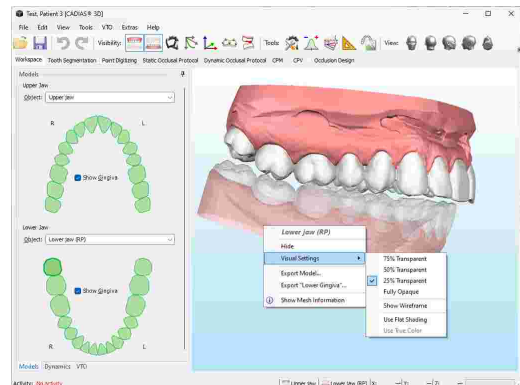 Test, Patient 3 [CADIAS® 3D]
File Edit View Tools VTO Extras Help
Visibility: Tools: View:
Workspace Tooth Segmentation Point Digitizing Static Occlusal Protocol Dynamic Occlusal Protocol CPM CPV Occlusion Design
Models
Upper Jaw
Object: Upper Jaw
R L
Show Gingiva
Lower Jaw
Object: Lower Jaw (RP)
Show Gingiva
R L
Lower Jaw (RP)
Hide
Visual Settings
Export Model...
Export "Lower Gingiva"...
Show Mesh Information
75% Transparent
50% Transparent
25% Transparent
Fully Opaque
Show Wireframe
Use Flat Shading
Use True Color
Models Dynamics VTO
Activity: No activity
Upper Jaw Lower Jaw (RP) X: — Y: — Z: —